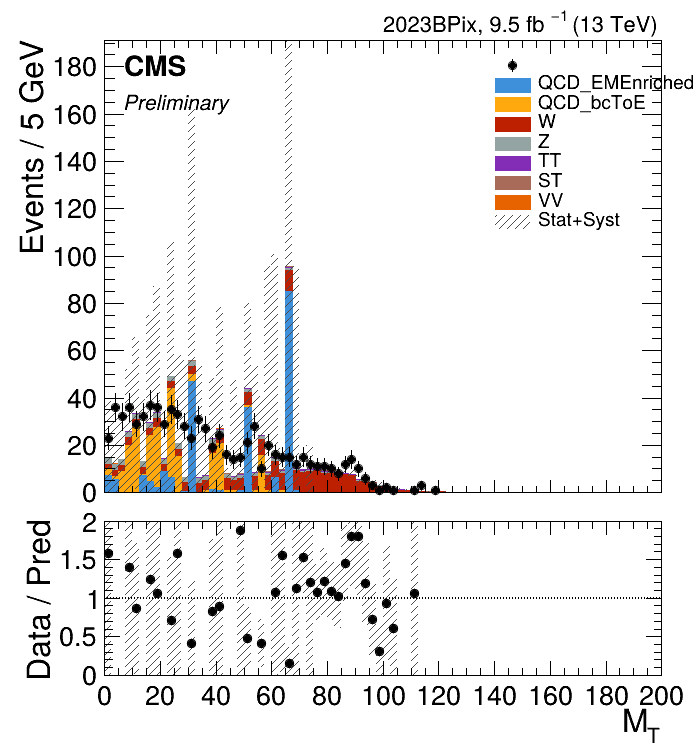 2023BPix, 9.5 fb⁻¹ (13 TeV)
CMS
Preliminary
QCD_EMEnriched
QCD_bcToE
W
Z
TT
ST
VV
Stat+Syst
Events / 5 GeV
180
160
140
120
100
80
60
40
20
0
Data / Pred
2
1.5
1
0.5
0
0 20 40 60 80 100 120 140 160 180 200
M_T